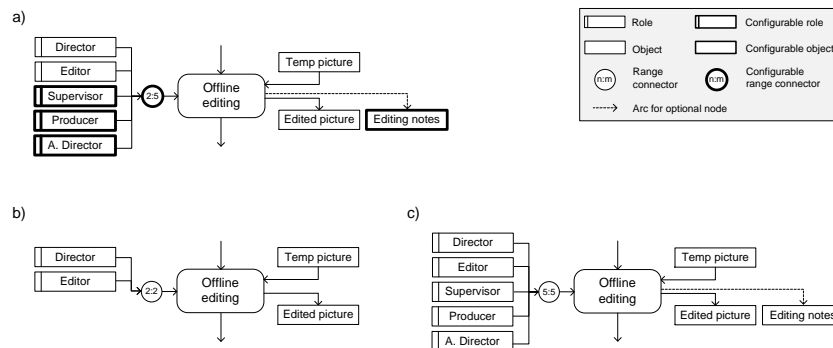 a)
Director
Editor
Supervisor
Producer
A. Director
2:5
Offline
editing
Temp picture
Edited picture
Editing notes
Role
Configurable role
Object
Configurable object
n:m
Range
connector
n:m
Configurable
range connector
Arc for optional node
b)
Director
Editor
2:2
Offline
editing
Temp picture
Edited picture
c)
Director
Editor
Supervisor
Producer
A. Director
5:5
Offline
editing
Temp picture
Edited picture
Editing notes